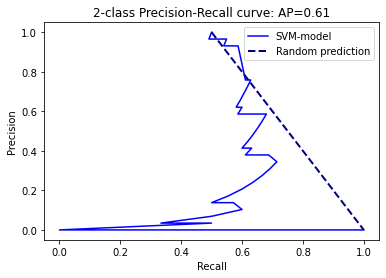 2-class Precision-Recall curve: AP=0.61
SVM-model
Random prediction
Precision
1.0
0.8
0.6
0.4
0.2
0.0
0.0 0.2 0.4 0.6 0.8 1.0
Recall